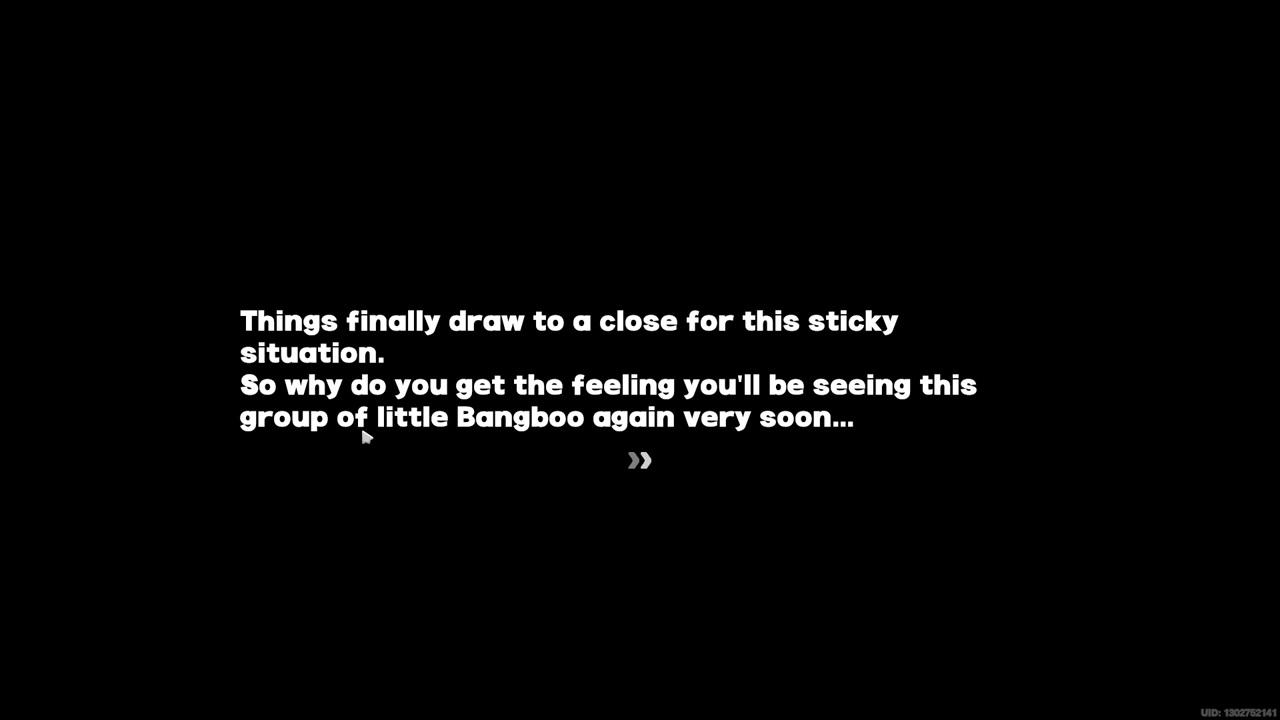 Things finally draw to a close for this sticky
situation.
So why do you get the feeling you'll be seeing this
group of little Bangboo again very soon...
UID: 1302752141